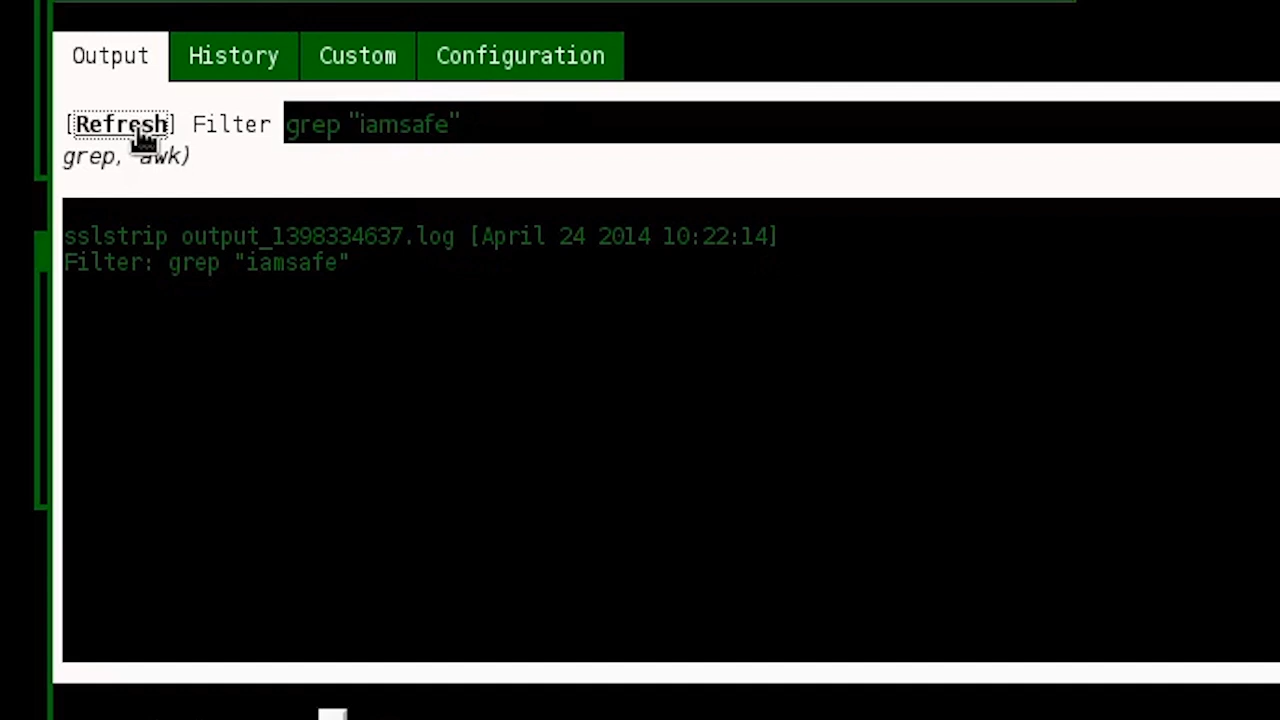 Output History Custom Configuration
[Refresh] Filter grep "iamsafe"
grep, awk)
sslstrip output_1398334637.log [April 24 2014 10:22:14]
Filter: grep "iamsafe"